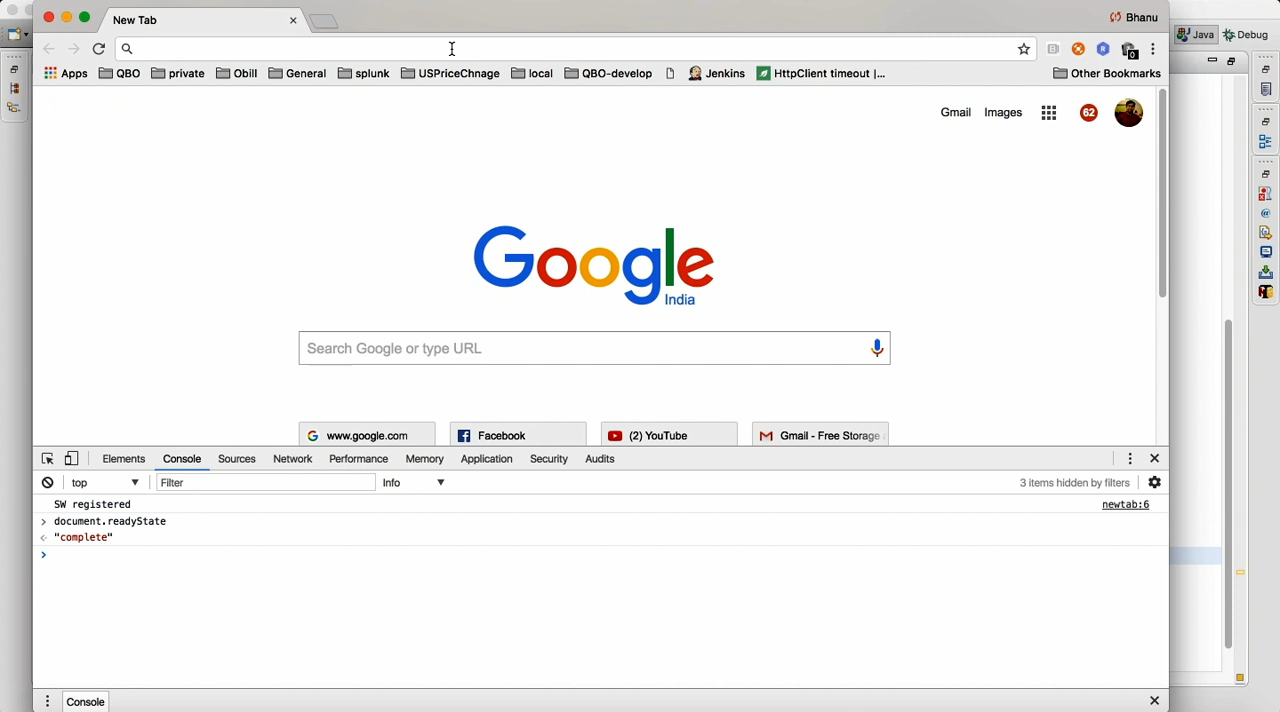 New Tab
Bhanu
Java
Debug
0
Apps QBO private Obill General splunk USPriceChnage local QBO-develop Jenkins HttpClient timeout |... Other Bookmarks
Gmail Images 62
Google
India
Search Google or type URL
www.google.com Facebook (2) YouTube Gmail - Free Storage
Elements Console Sources Network Performance Memory Application Security Audits
top Filter Info 3 items hidden by filters
SW registered newtab:6
> document.readyState
"complete"
>
Console